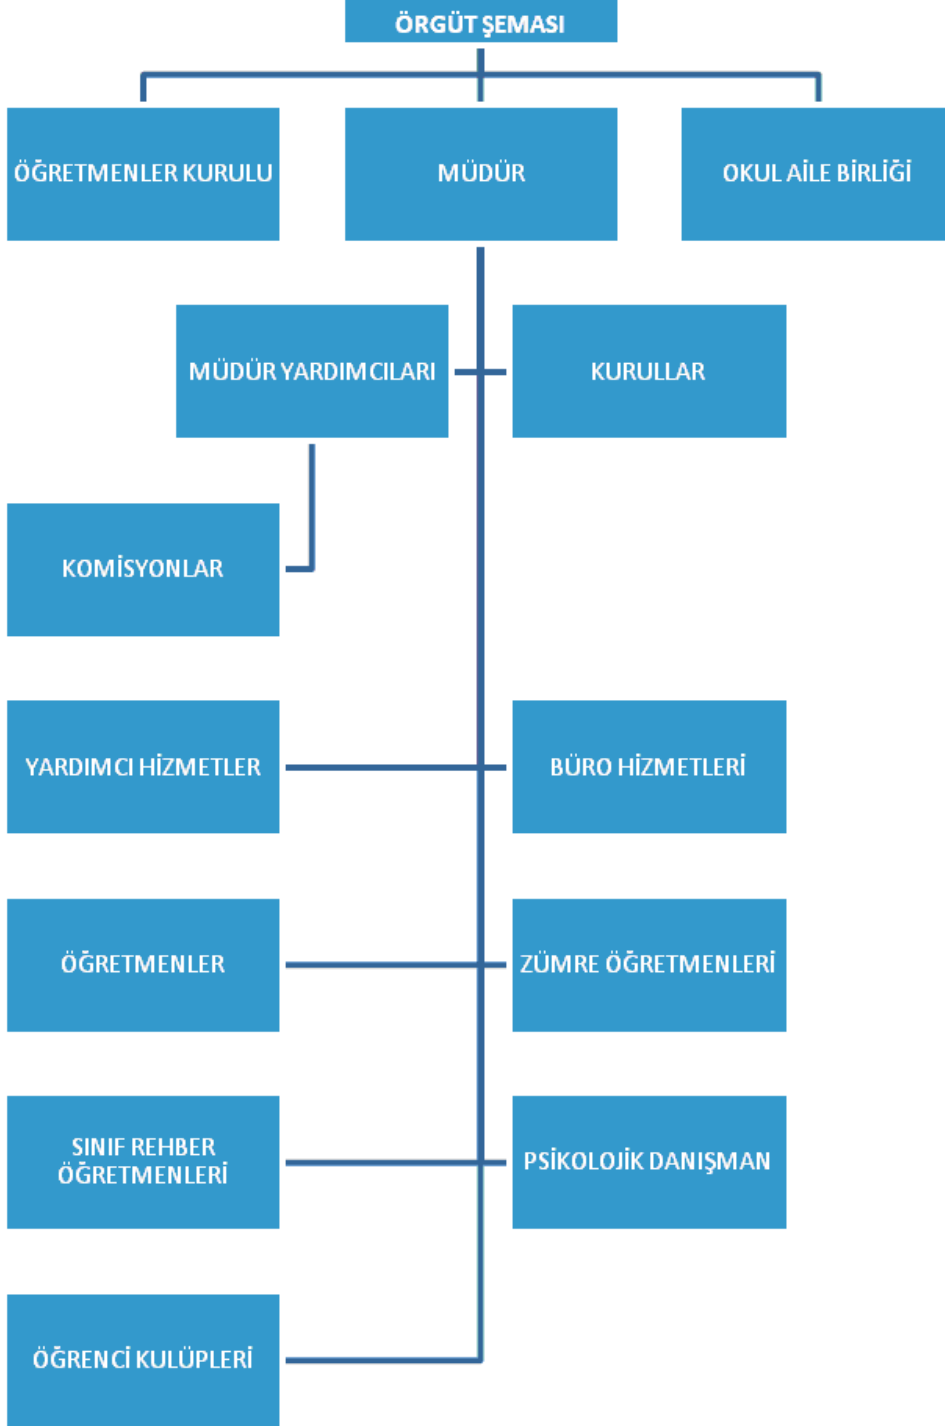 ÖRGÜT ŞEMASI
ÖĞRETMENLER KURULU
MÜDÜR
OKUL AİLE BİRLİĞİ
MÜDÜR YARDIMCILARI
KURULLAR
KOMİSYONLAR
YARDIMCI HİZMETLER
BÜRO HİZMETLERİ
ÖĞRETMENLER
ZÜMRE ÖĞRETMENLERİ
SINIF REHBER
ÖĞRETMENLERİ
PSİKOLOJİK DANIŞMAN
ÖĞRENCİ KULÜPLERİ